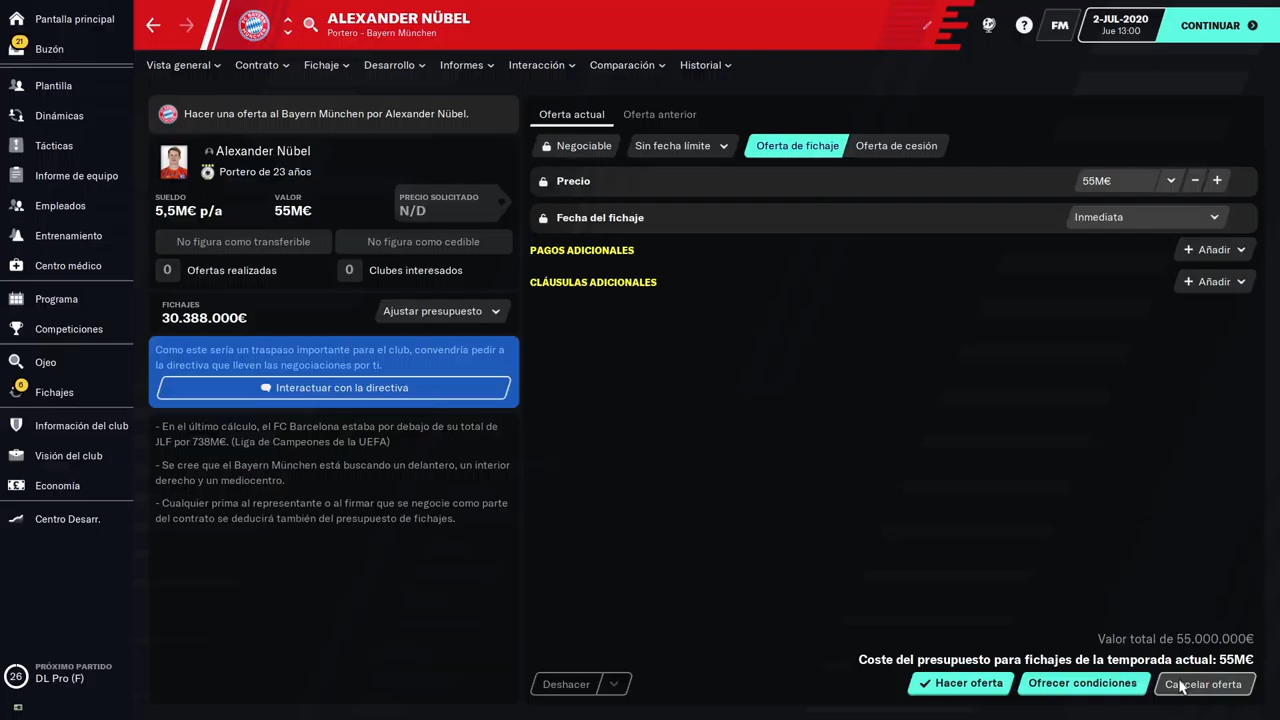 Pantalla principal
21
Buzón
Plantilla
Dinámicas
Tácticas
Informe de equipo
Empleados
Entrenamiento
Centro médico
Programa
Competiciones
Ojeo
6
Fichajes
Información del club
Visión del club
Economía
Centro Desarr.
PRÓXIMO PARTIDO
26
DL Pro (F)
ALEXANDER NÜBEL
Portero - Bayern München
?
FM
2-JUL-2020
Jue 13:00
CONTINUAR
Vista general
Contrato
Fichaje
Desarrollo
Informes
Interacción
Comparación
Historial
Hacer una oferta al Bayern München por Alexander Nübel.
Alexander Nübel
Portero de 23 años
SUELDO
5,5M€ p/a
VALOR
55M€
PRECIO SOLICITADO
N/D
No figura como transferible
No figura como cedible
0 Ofertas realizadas
0 Clubes interesados
FICHAJES
30.388.000€
Ajustar presupuesto
Como este sería un traspaso importante para el club, convendría pedir a
la directiva que lleven las negociaciones por ti.
Interactuar con la directiva
- En el último cálculo, el FC Barcelona estaba por debajo de su total de
JLF por 738M€. (Liga de Campeones de la UEFA)
- Se cree que el Bayern München está buscando un delantero, un interior
derecho y un mediocentro.
- Cualquier prima al representante o al firmar que se negocie como parte
del contrato se deducirá también del presupuesto de fichajes.
Oferta actual
Oferta anterior
Negociable
Sin fecha límite
Oferta de fichaje
Oferta de cesión
Precio
55M€
- +
Fecha del fichaje
Inmediata
PAGOS ADICIONALES
+ Añadir
CLÁUSULAS ADICIONALES
+ Añadir
Valor total de 55.000.000€
Coste del presupuesto para fichajes de la temporada actual: 55M€
Deshacer
Hacer oferta
Ofrecer condiciones
Cancelar oferta